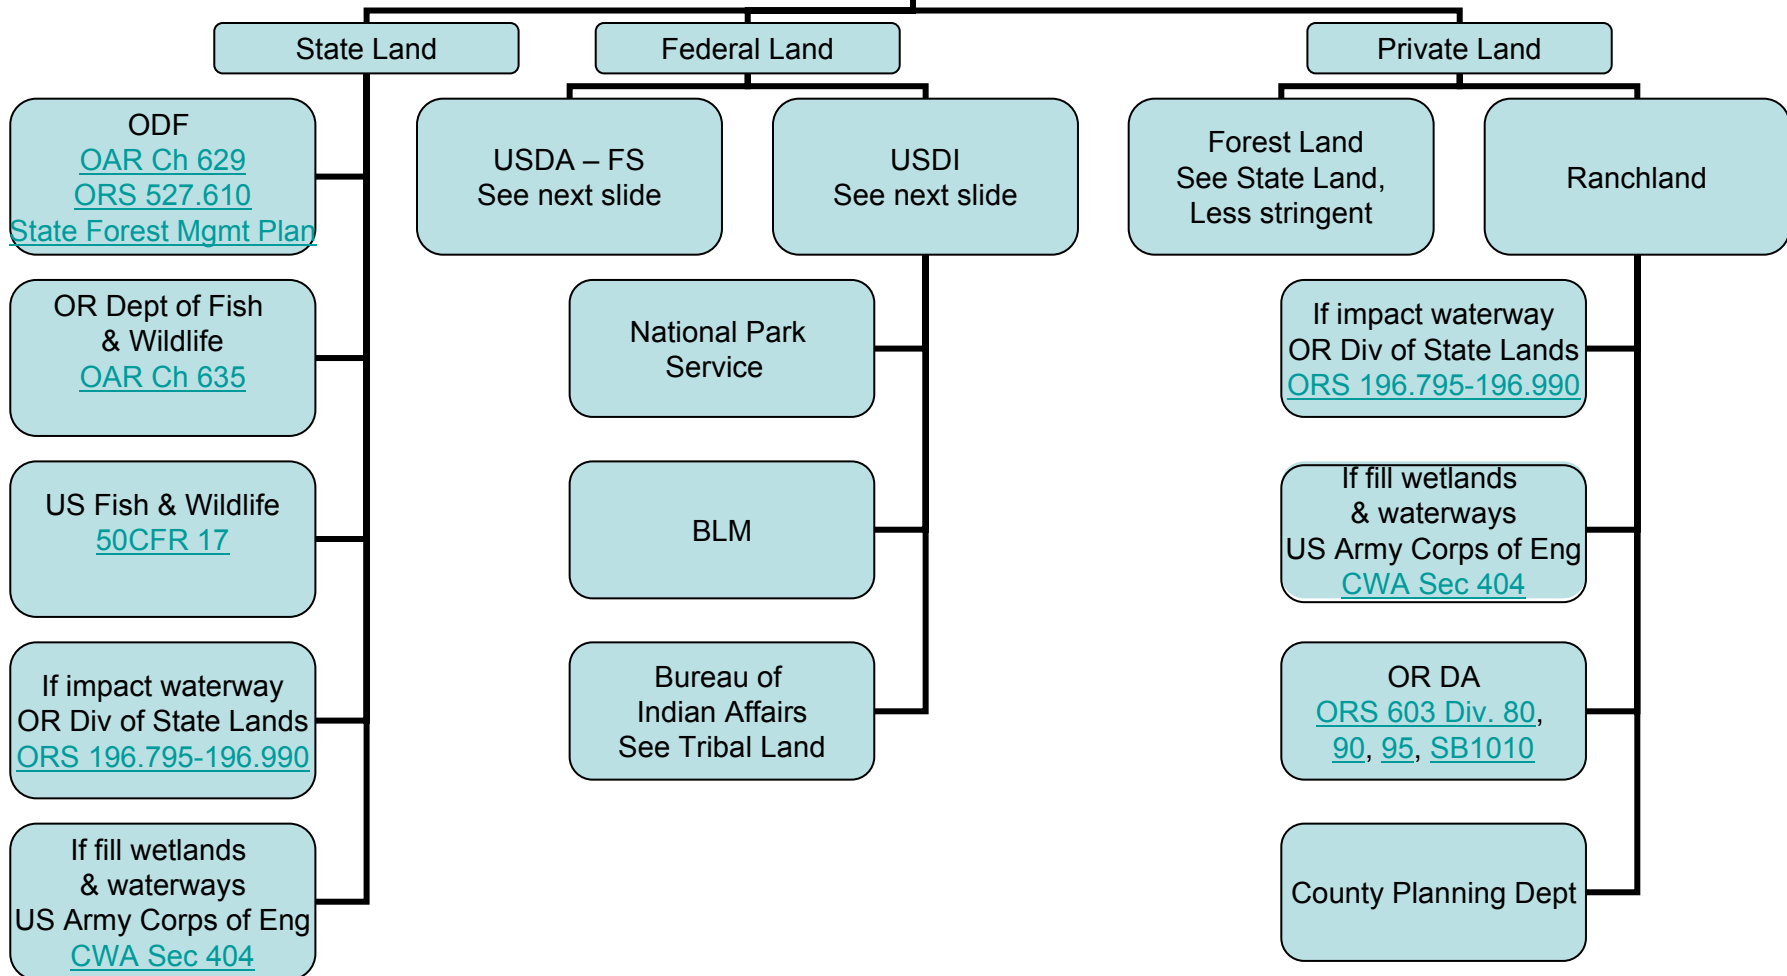 State Land
Federal Land
Private Land
ODF
OAR Ch 629
ORS 527.610
State Forest Mgmt Plan
OR Dept of Fish
& Wildlife
OAR Ch 635
US Fish & Wildlife
50CFR 17
If impact waterway
OR Div of State Lands
ORS 196.795-196.990
If fill wetlands
& waterways
US Army Corps of Eng
CWA Sec 404
USDA – FS
See next slide
USDI
See next slide
National Park
Service
BLM
Bureau of
Indian Affairs
See Tribal Land
Forest Land
See State Land,
Less stringent
Ranchland
If impact waterway
OR Div of State Lands
ORS 196.795-196.990
If fill wetlands
& waterways
US Army Corps of Eng
CWA Sec 404
OR DA
ORS 603 Div. 80,
90, 95, SB1010
County Planning Dept